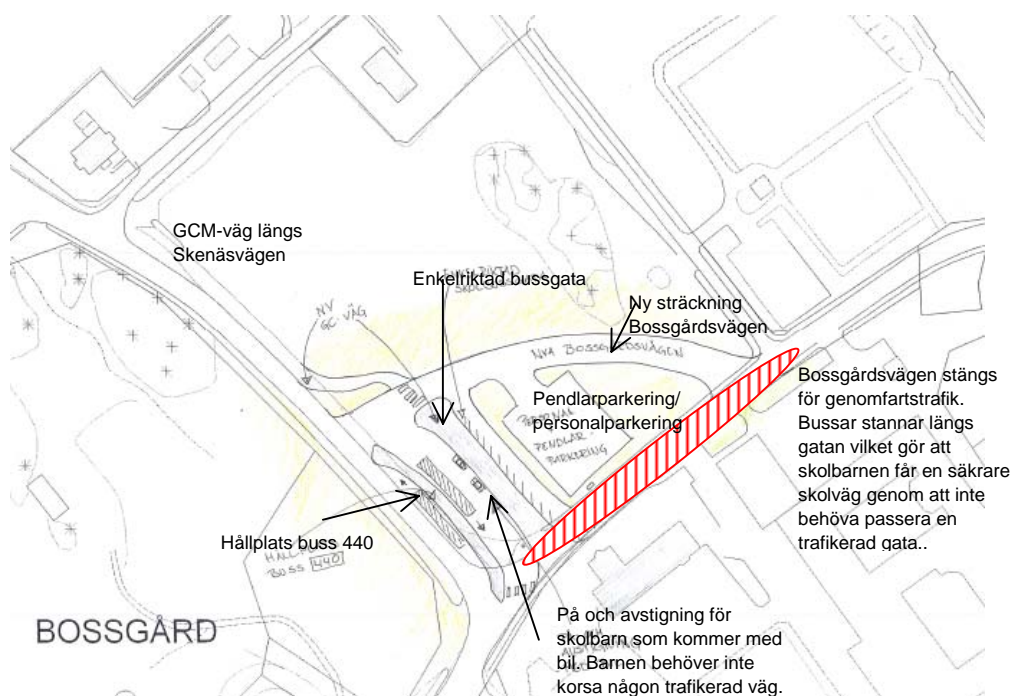 GCM-väg längs
Skenäsvägen
Enkelriktad bussgata
NY
GC VÄG
Ny sträckning
Bossgårdsvägen
NYA BOSSGÅRDSVÄGEN
Pendlarparkering/
personalparkering
PENDLAR
PARKERING
Bossgårdsvägen stängs
för genomfartstrafik.
Bussar stannar längs
gatan vilket gör att
skolbarnen får en säkrare
skolväg genom att inte
behöva passera en
trafikerad gata..
Hållplats buss 440
BUSS 440
På och avstigning för
skolbarn som kommer med
bil. Barnen behöver inte
korsa någon trafikerad väg.
BOSSGÅRD